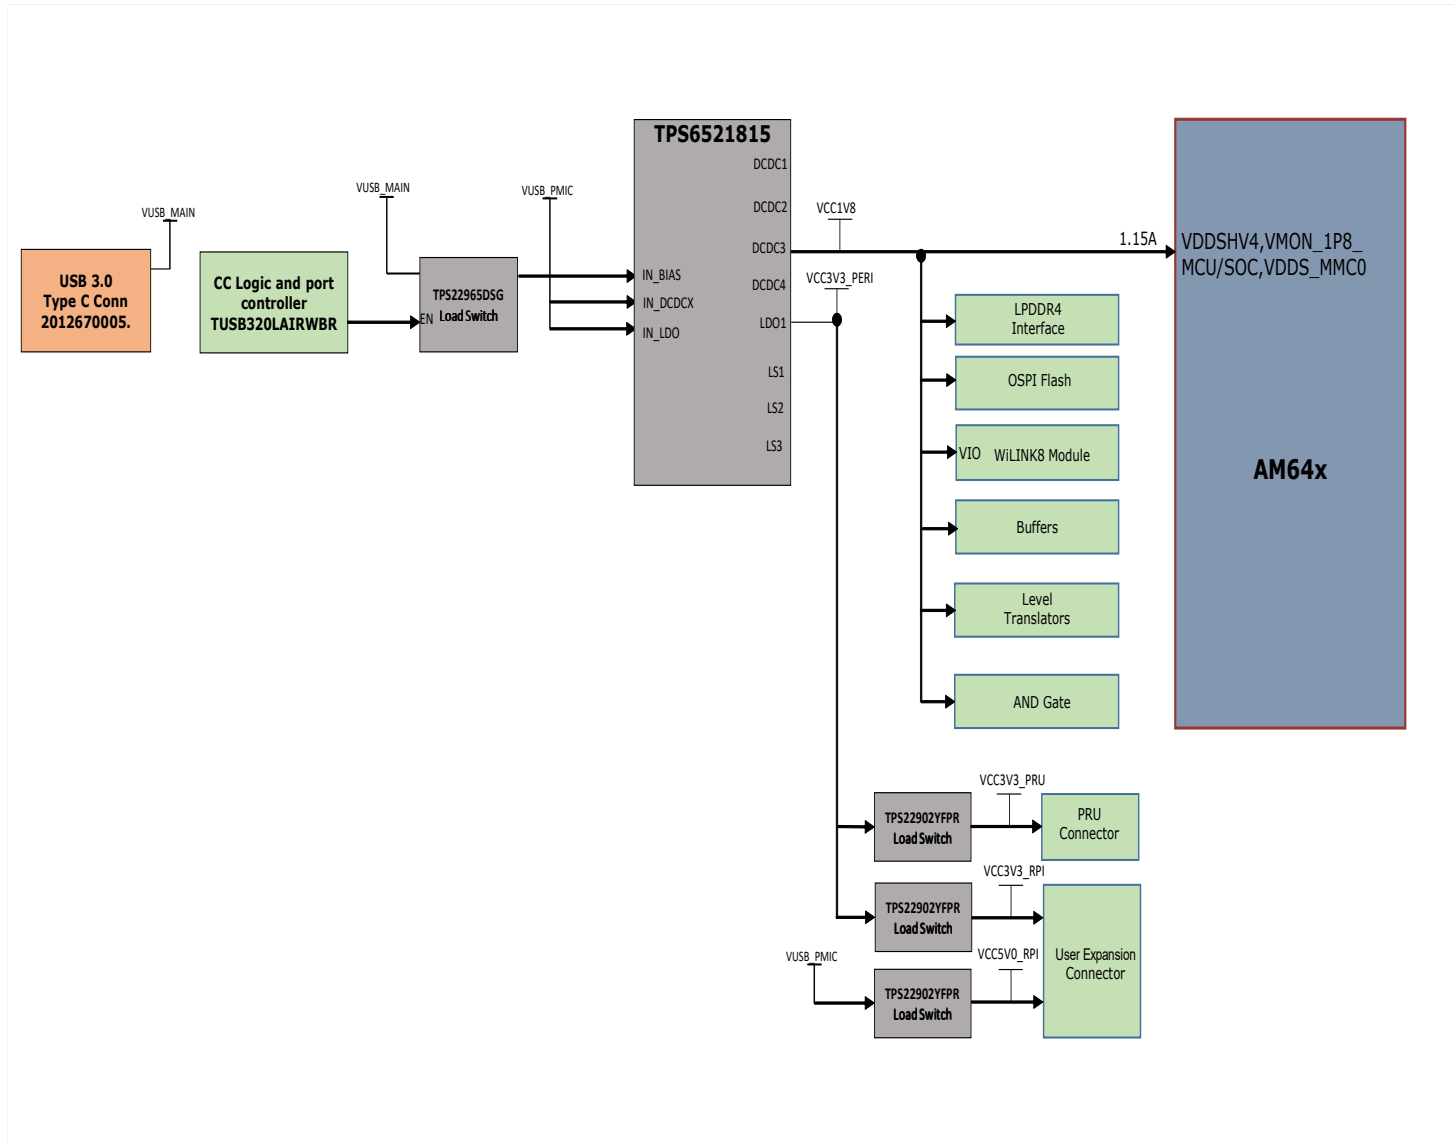 USB 3.0
Type C Conn
2012670005.
VUSB_MAIN
CC Logic and port
controller
TUSB320LAIRWBR
VUSB_MAIN
TPS22965DSG
Load Switch
EN
VUSB_PMIC
TPS6521815
IN_BIAS
IN_DCDCX
IN_LDO
DCDC1
DCDC2
DCDC3
DCDC4
LDO1
LS1
LS2
LS3
VCC1V8
VCC3V3_PERI
1.15A
VDDSHV4,VMON_1P8_
MCU/SOC,VDDS_MMC0
AM64x
LPDDR4
Interface
OSPI Flash
VIO WiLINK8 Module
Buffers
Level
Translators
AND Gate
TPS22902YFPR
Load Switch
VCC3V3_PRU
PRU
Connector
TPS22902YFPR
Load Switch
VCC3V3_RPI
VUSB_PMIC
TPS22902YFPR
Load Switch
VCC5V0_RPI
User Expansion
Connector